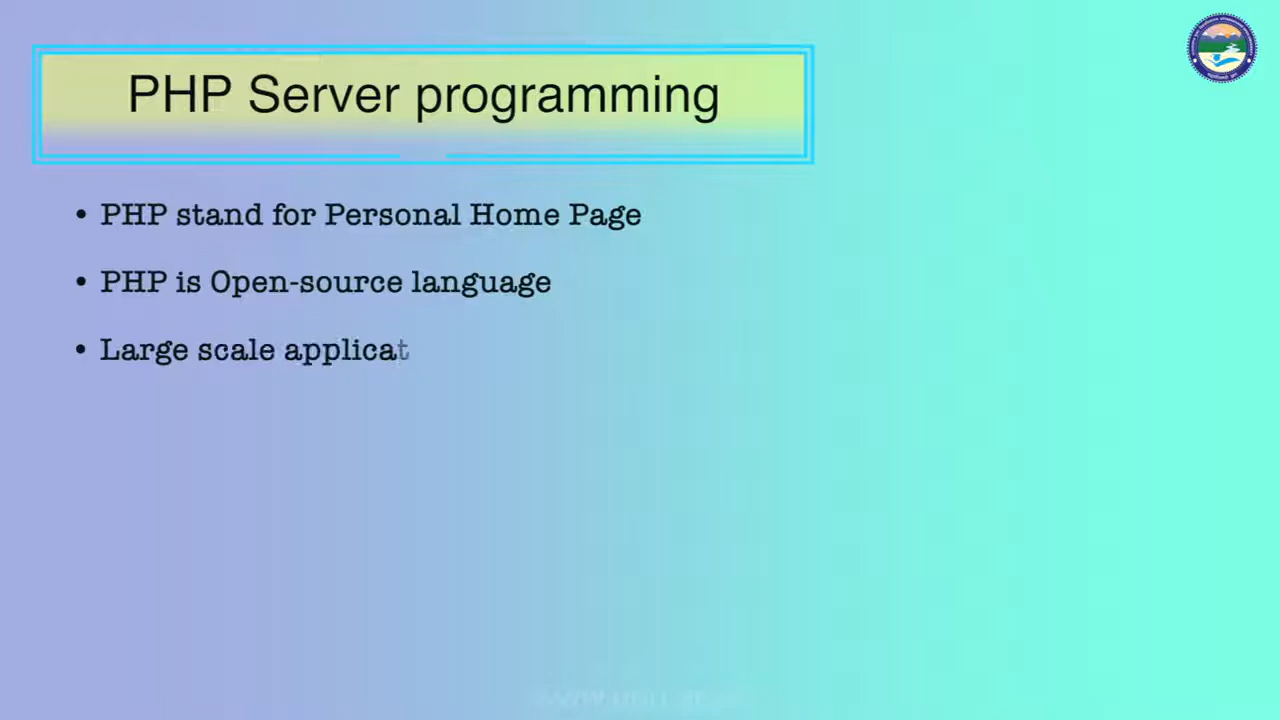 PHP Server programming
• PHP stand for Personal Home Page
• PHP is Open-source language
• Large scale applicat